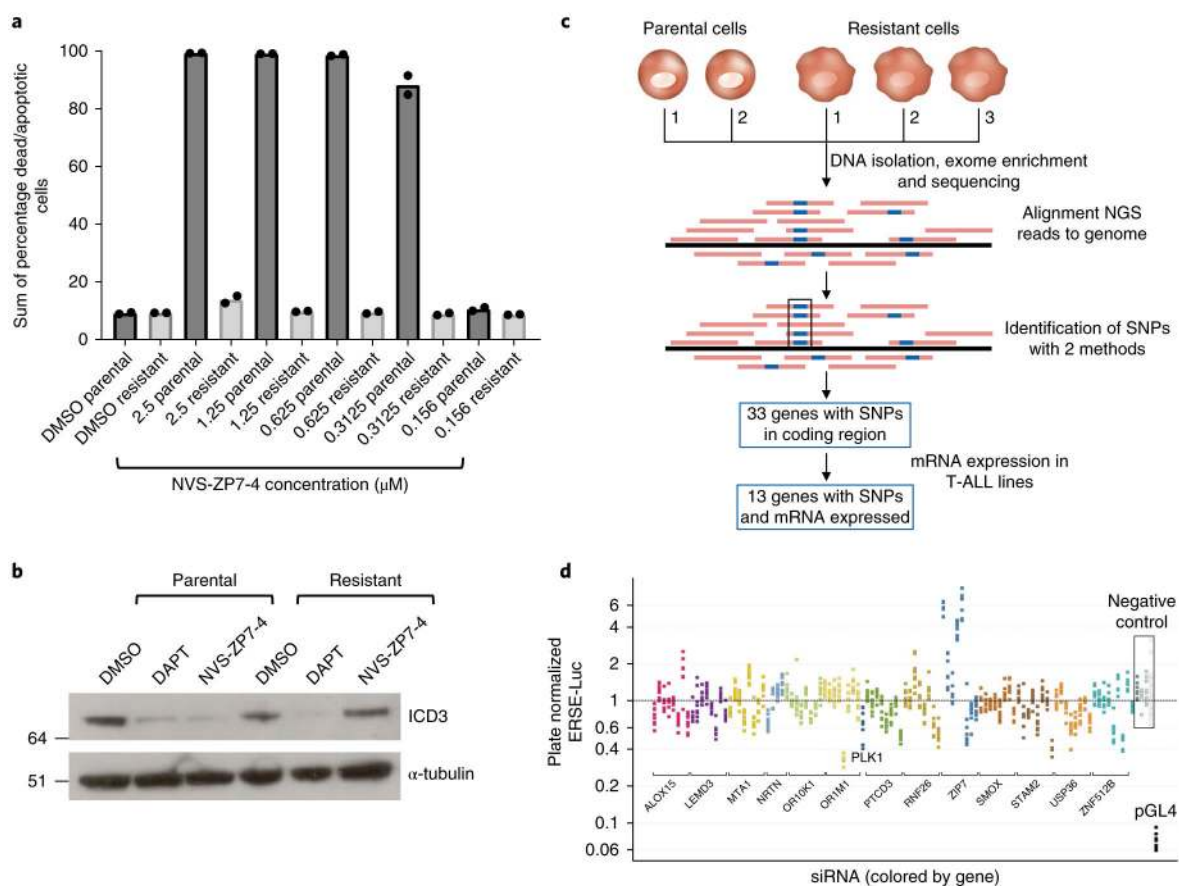 a
Sum of percentage dead/apoptotic
cells
100
80
60
40
20
0
DMSO parental
DMSO resistant
2.5 parental
2.5 resistant
1.25 parental
1.25 resistant
0.625 parental
0.625 resistant
0.3125 parental
0.3125 resistant
0.156 parental
0.156 resistant
NVS-ZP7-4 concentration (μM)
b
Parental
Resistant
DMSO
DAPT
NVS-ZP7-4
DMSO
DAPT
NVS-ZP7-4
ICD3
64
51
α-tubulin
c
Parental cells
Resistant cells
1
2
1
2
3
DNA isolation, exome enrichment
and sequencing
Alignment NGS
reads to genome
Identification of SNPs
with 2 methods
33 genes with SNPs
in coding region
mRNA expression in
T-ALL lines
13 genes with SNPs
and mRNA expressed
d
Plate normalized
ERSE-Luc
6
4
2
1
0.6
0.4
0.2
0.1
0.06
Negative
control
PLK1
pGL4
ALOX15
LEMD3
MTA1
NRTN
OR10K1
OR1M1
PTCD3
RNF26
ZIP7
SMOX
STAM2
USP36
ZNF512B
siRNA (colored by gene)